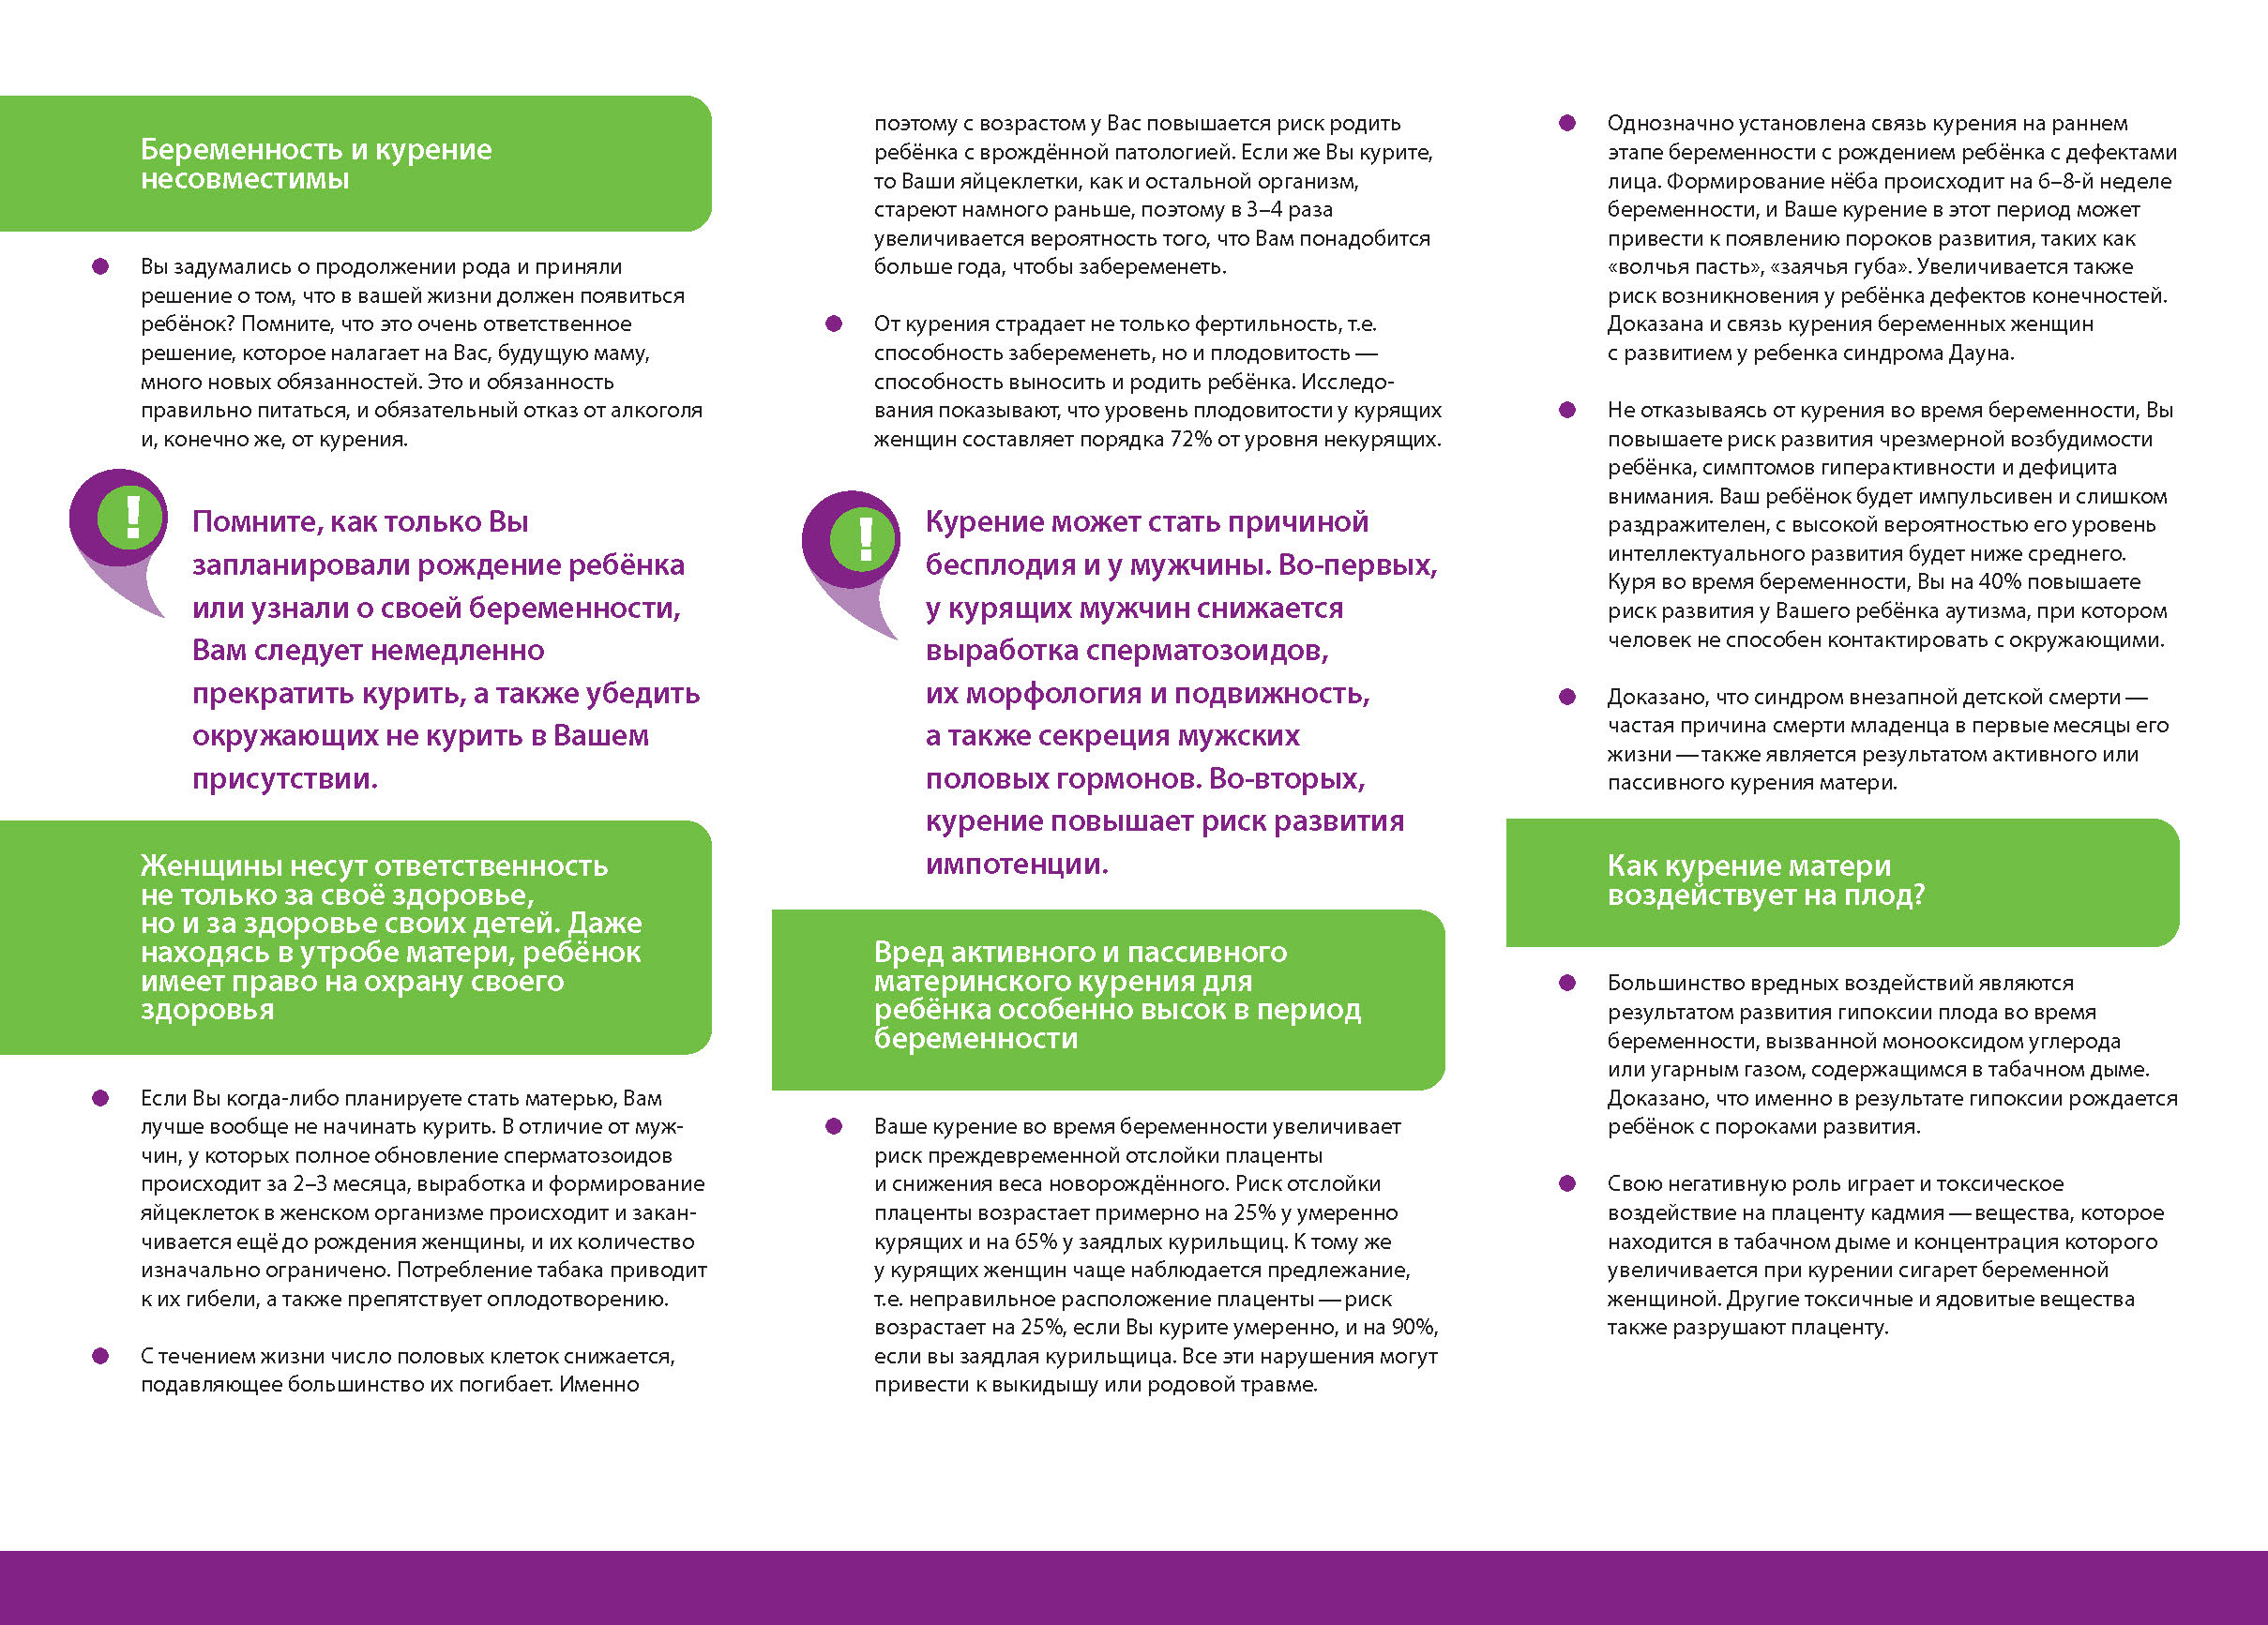 Беременность и курение
несовместимы
Вы задумались о продолжении рода и приняли
решение о том, что в вашей жизни должен появиться
ребёнок? Помните, что это очень ответственное
решение, которое налагает на Вас, будущую маму,
много новых обязанностей. Это и обязанность
правильно питаться, и обязательный отказ от алкоголя
и, конечно же, от курения.
!
Помните, как только Вы
запланировали рождение ребёнка
или узнали о своей беременности,
Вам следует немедленно
прекратить курить, а также убедить
окружающих не курить в Вашем
присутствии.
Женщины несут ответственность
не только за своё здоровье,
но и за здоровье своих детей. Даже
находясь в утробе матери, ребёнок
имеет право на охрану своего
здоровья
Если Вы когда-либо планируете стать матерью, Вам
лучше вообще не начинать курить. В отличие от муж-
чин, у которых полное обновление сперматозоидов
происходит за 2–3 месяца, выработка и формирование
яйцеклеток в женском организме происходит и закан-
чивается ещё до рождения женщины, и их количество
изначально ограничено. Потребление табака приводит
к их гибели, а также препятствует оплодотворению.
С течением жизни число половых клеток снижается,
подавляющее большинство их погибает. Именно
поэтому с возрастом у Вас повышается риск родить
ребёнка с врождённой патологией. Если же Вы курите,
то Ваши яйцеклетки, как и остальной организм,
стареют намного раньше, поэтому в 3–4 раза
увеличивается вероятность того, что Вам понадобится
больше года, чтобы забеременеть.
От курения страдает не только фертильность, т.е.
способность забеременеть, но и плодовитость —
способность выносить и родить ребёнка. Исследо-
вания показывают, что уровень плодовитости у курящих
женщин составляет порядка 72% от уровня некурящих.
!
Курение может стать причиной
бесплодия и у мужчины. Во-первых,
у курящих мужчин снижается
выработка сперматозоидов,
их морфология и подвижность,
а также секреция мужских
половых гормонов. Во-вторых,
курение повышает риск развития
импотенции.
Вред активного и пассивного
материнского курения для
ребёнка особенно высок в период
беременности
Ваше курение во время беременности увеличивает
риск преждевременной отслойки плаценты
и снижения веса новорождённого. Риск отслойки
плаценты возрастает примерно на 25% у умеренно
курящих и на 65% у заядлых курильщиц. К тому же
у курящих женщин чаще наблюдается предлежание,
т.е. неправильное расположение плаценты — риск
возрастает на 25%, если Вы курите умеренно, и на 90%,
если вы заядлая курильщица. Все эти нарушения могут
привести к выкидышу или родовой травме.
Однозначно установлена связь курения на раннем
этапе беременности с рождением ребёнка с дефектами
лица. Формирование нёба происходит на 6–8-й неделе
беременности, и Ваше курение в этот период может
привести к появлению пороков развития, таких как
«волчья пасть», «заячья губа». Увеличивается также
риск возникновения у ребёнка дефектов конечностей.
Доказана и связь курения беременных женщин
с развитием у ребенка синдрома Дауна.
Не отказываясь от курения во время беременности, Вы
повышаете риск развития чрезмерной возбудимости
ребёнка, симптомов гиперактивности и дефицита
внимания. Ваш ребёнок будет импульсивен и слишком
раздражителен, с высокой вероятностью его уровень
интеллектуального развития будет ниже среднего.
Куря во время беременности, Вы на 40% повышаете
риск развития у Вашего ребёнка аутизма, при котором
человек не способен контактировать с окружающими.
Доказано, что синдром внезапной детской смерти —
частая причина смерти младенца в первые месяцы его
жизни — также является результатом активного или
пассивного курения матери.
Как курение матери
воздействует на плод?
Большинство вредных воздействий являются
результатом развития гипоксии плода во время
беременности, вызванной монооксидом углерода
или угарным газом, содержащимся в табачном дыме.
Доказано, что именно в результате гипоксии рождается
ребёнок с пороками развития.
Свою негативную роль играет и токсическое
воздействие на плаценту кадмия — вещества, которое
находится в табачном дыме и концентрация которого
увеличивается при курении сигарет беременной
женщиной. Другие токсичные и ядовитые вещества
также разрушают плаценту.